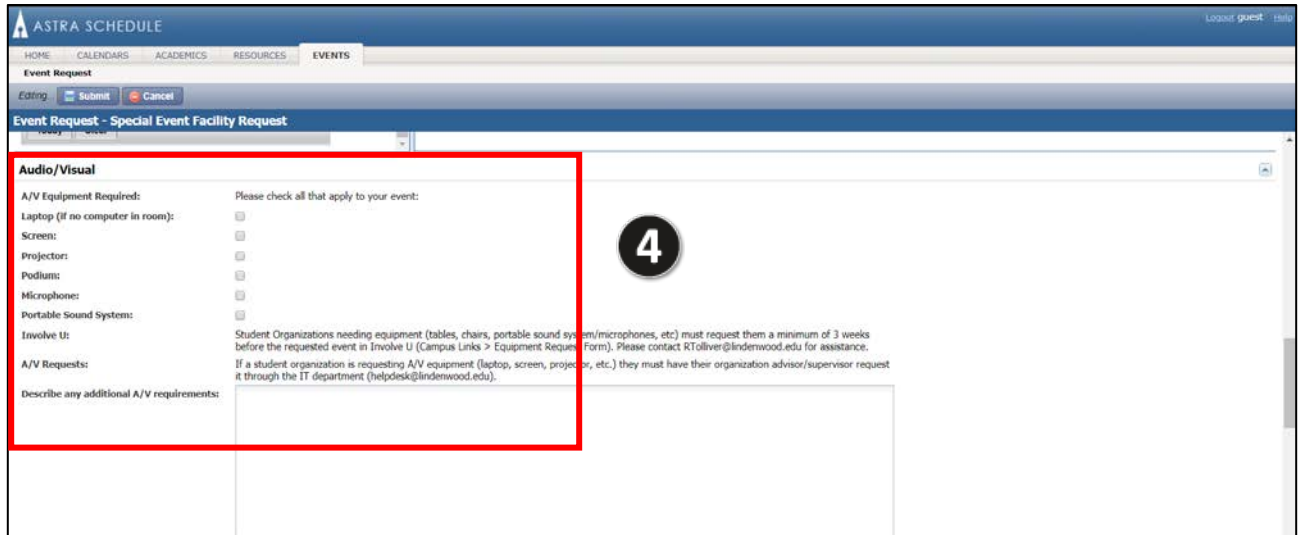 ASTRA SCHEDULE
Logout guest Help
HOME CALENDARS ACADEMICS RESOURCES EVENTS
Event Request
Editing... Submit Cancel
Event Request - Special Event Facility Request
Today Clear
Audio/Visual
A/V Equipment Required: Please check all that apply to your event:
Laptop (if no computer in room):
Screen:
Projector:
4
Podium:
Microphone:
Portable Sound System:
Involve U: Student Organizations needing equipment (tables, chairs, portable sound system/microphones, etc) must request them a minimum of 3 weeks
before the requested event in Involve U (Campus Links > Equipment Request Form). Please contact RTolliver@lindenwood.edu for assistance.
A/V Requests: If a student organization is requesting A/V equipment (laptop, screen, projector, etc.) they must have their organization advisor/supervisor request
it through the IT department (helpdesk@lindenwood.edu).
Describe any additional A/V requirements: